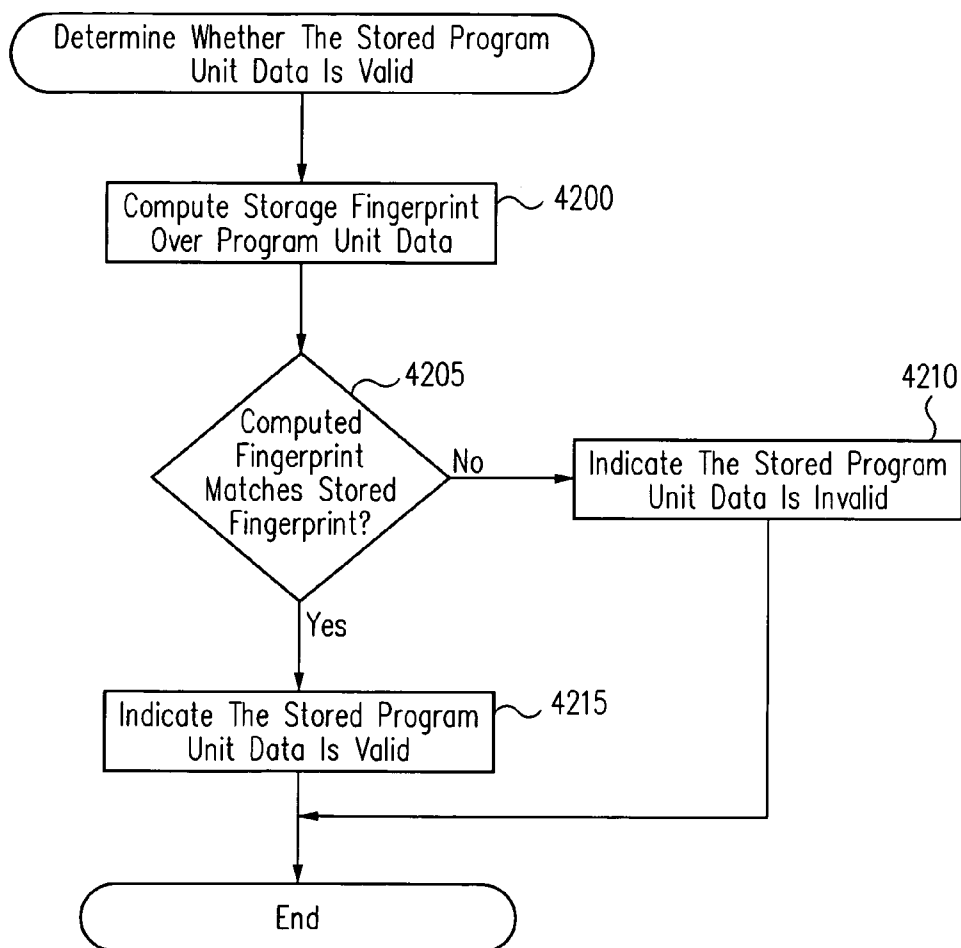 Determine Whether The Stored Program
Unit Data Is Valid
Compute Storage Fingerprint
Over Program Unit Data
4200
4205
Computed
Fingerprint
Matches Stored
Fingerprint?
No
4210
Indicate The Stored Program
Unit Data Is Invalid
Yes
Indicate The Stored Program
Unit Data Is Valid
4215
End